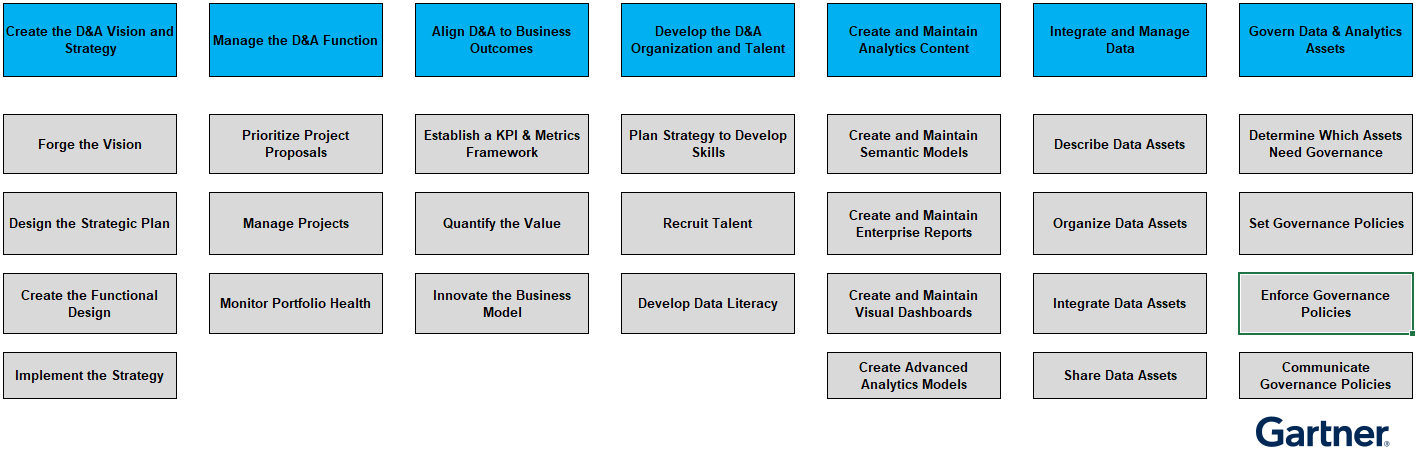 Create the D&A Vision and
Strategy
Manage the D&A Function
Align D&A to Business
Outcomes
Develop the D&A
Organization and Talent
Create and Maintain
Analytics Content
Integrate and Manage
Data
Govern Data & Analytics
Assets
Forge the Vision
Prioritize Project
Proposals
Establish a KPI & Metrics
Framework
Plan Strategy to Develop
Skills
Create and Maintain
Semantic Models
Describe Data Assets
Determine Which Assets
Need Governance
Design the Strategic Plan
Manage Projects
Quantify the Value
Recruit Talent
Create and Maintain
Enterprise Reports
Organize Data Assets
Set Governance Policies
Create the Functional
Design
Monitor Portfolio Health
Innovate the Business
Model
Develop Data Literacy
Create and Maintain
Visual Dashboards
Integrate Data Assets
Enforce Governance
Policies
Implement the Strategy
Create Advanced
Analytics Models
Share Data Assets
Communicate
Governance Policies
Gartner®